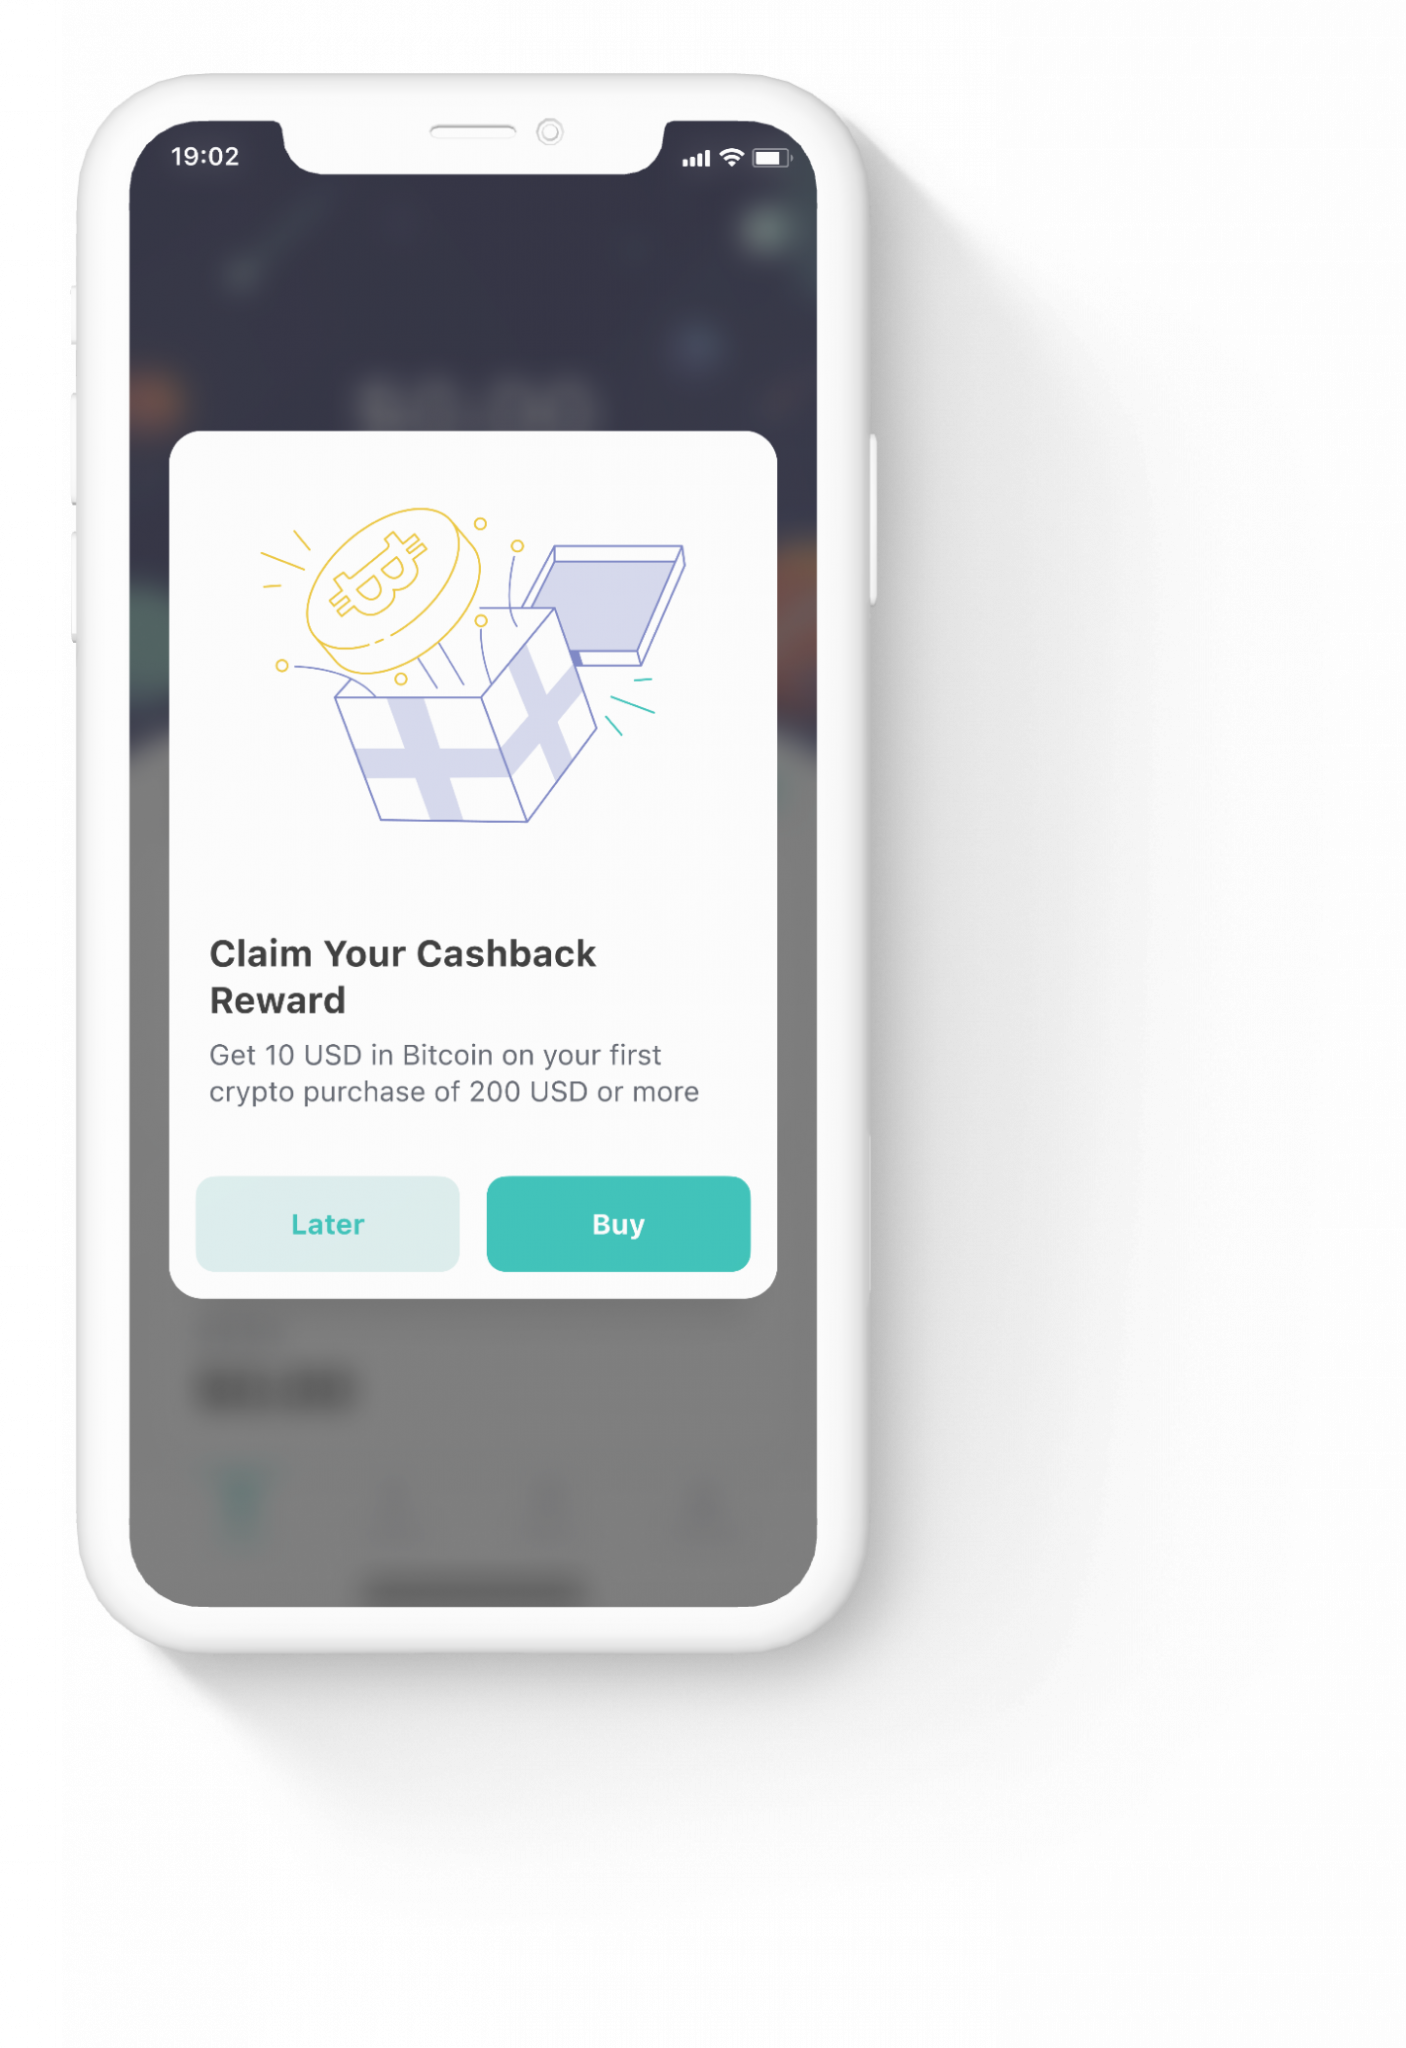 19:02
Claim Your Cashback
Reward
Get 10 USD in Bitcoin on your first
crypto purchase of 200 USD or more
Later
Buy